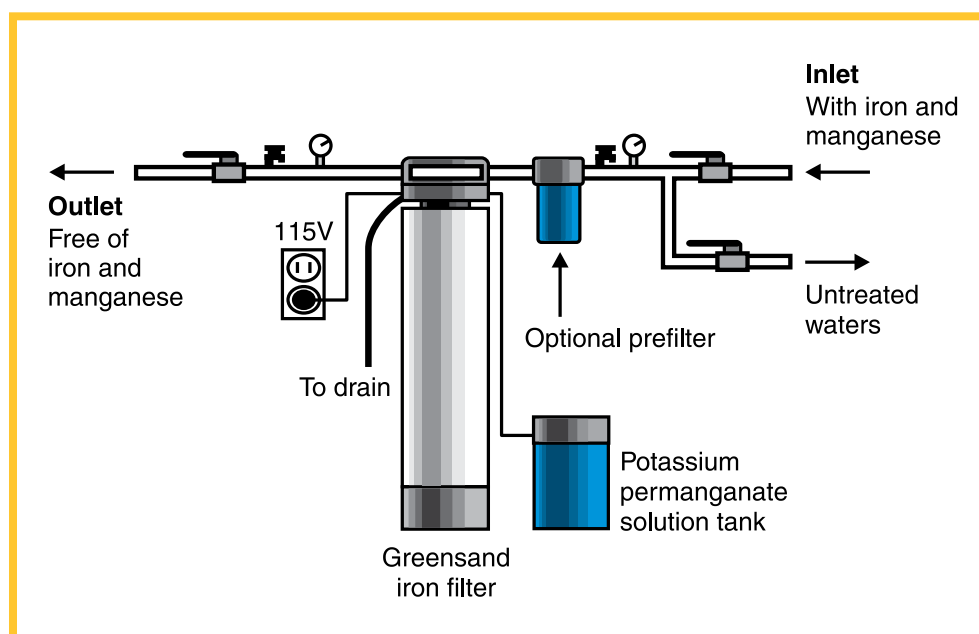 Inlet
With iron and
manganese
Outlet
Free of
iron and
manganese
115V
Untreated
waters
Optional prefilter
To drain
Potassium
permanganate
solution tank
Greensand
iron filter